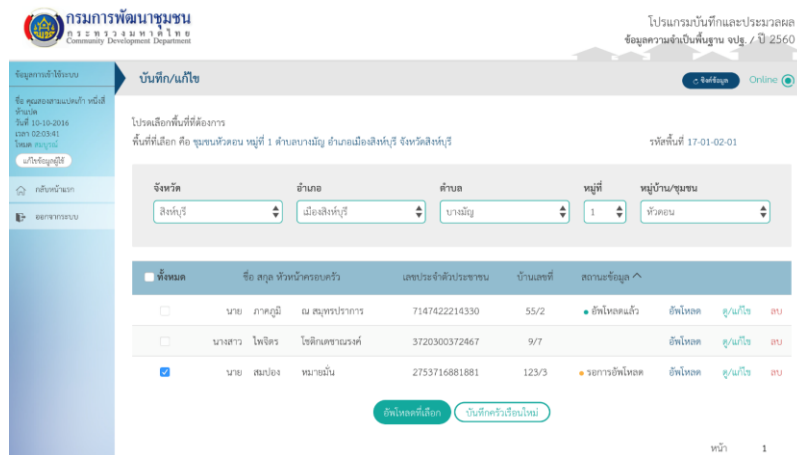 กรมการพัฒนาชุมชน
กระทรวงมหาดไทย
Community Development Department
โปรแกรมบันทึกและประมวลผล
ข้อมูลความจำเป็นพื้นฐาน จปฐ. / ปี 2560
ข้อมูลการเข้าใช้ระบบ
บันทึก/แก้ไข
ซิงค์ข้อมูล Online
ชื่อ คุณสองสามแปดเก้า หนึ่งสี่
ห้าแปด
วันที่ 10-10-2016
เวลา 02:03:41
โหมด สมบูรณ์
แก้ไขข้อมูลผู้ใช้
กลับหน้าแรก
ออกจากระบบ
โปรดเลือกพื้นที่ที่ต้องการ
พื้นที่ที่เลือก คือ ชุมชนหัวดอน หมู่ที่ 1 ตำบลบางมัญ อำเภอเมืองสิงห์บุรี จังหวัดสิงห์บุรี รหัสพื้นที่ 17-01-02-01
จังหวัด อำเภอ ตำบล หมู่ที่ หมู่บ้าน/ชุมชน
สิงห์บุรี เมืองสิงห์บุรี บางมัญ 1 หัวดอน
ทั้งหมด ชื่อ สกุล หัวหน้าครอบครัว เลขประจำตัวประชาชน บ้านเลขที่ สถานะข้อมูล
นาย ภาคภูมิ ณ สมุทรปราการ 7147422214330 55/2 อัพโหลดแล้ว อัพโหลด ดู/แก้ไข ลบ
นางสาว ไพจิตร โชติกเดชาณรงค์ 3720300372467 9/7 อัพโหลด ดู/แก้ไข ลบ
นาย สมปอง หมายมั่น 2753716881881 123/3 รอการอัพโหลด อัพโหลด ดู/แก้ไข ลบ
อัพโหลดที่เลือก บันทึกครัวเรือนใหม่
หน้า 1